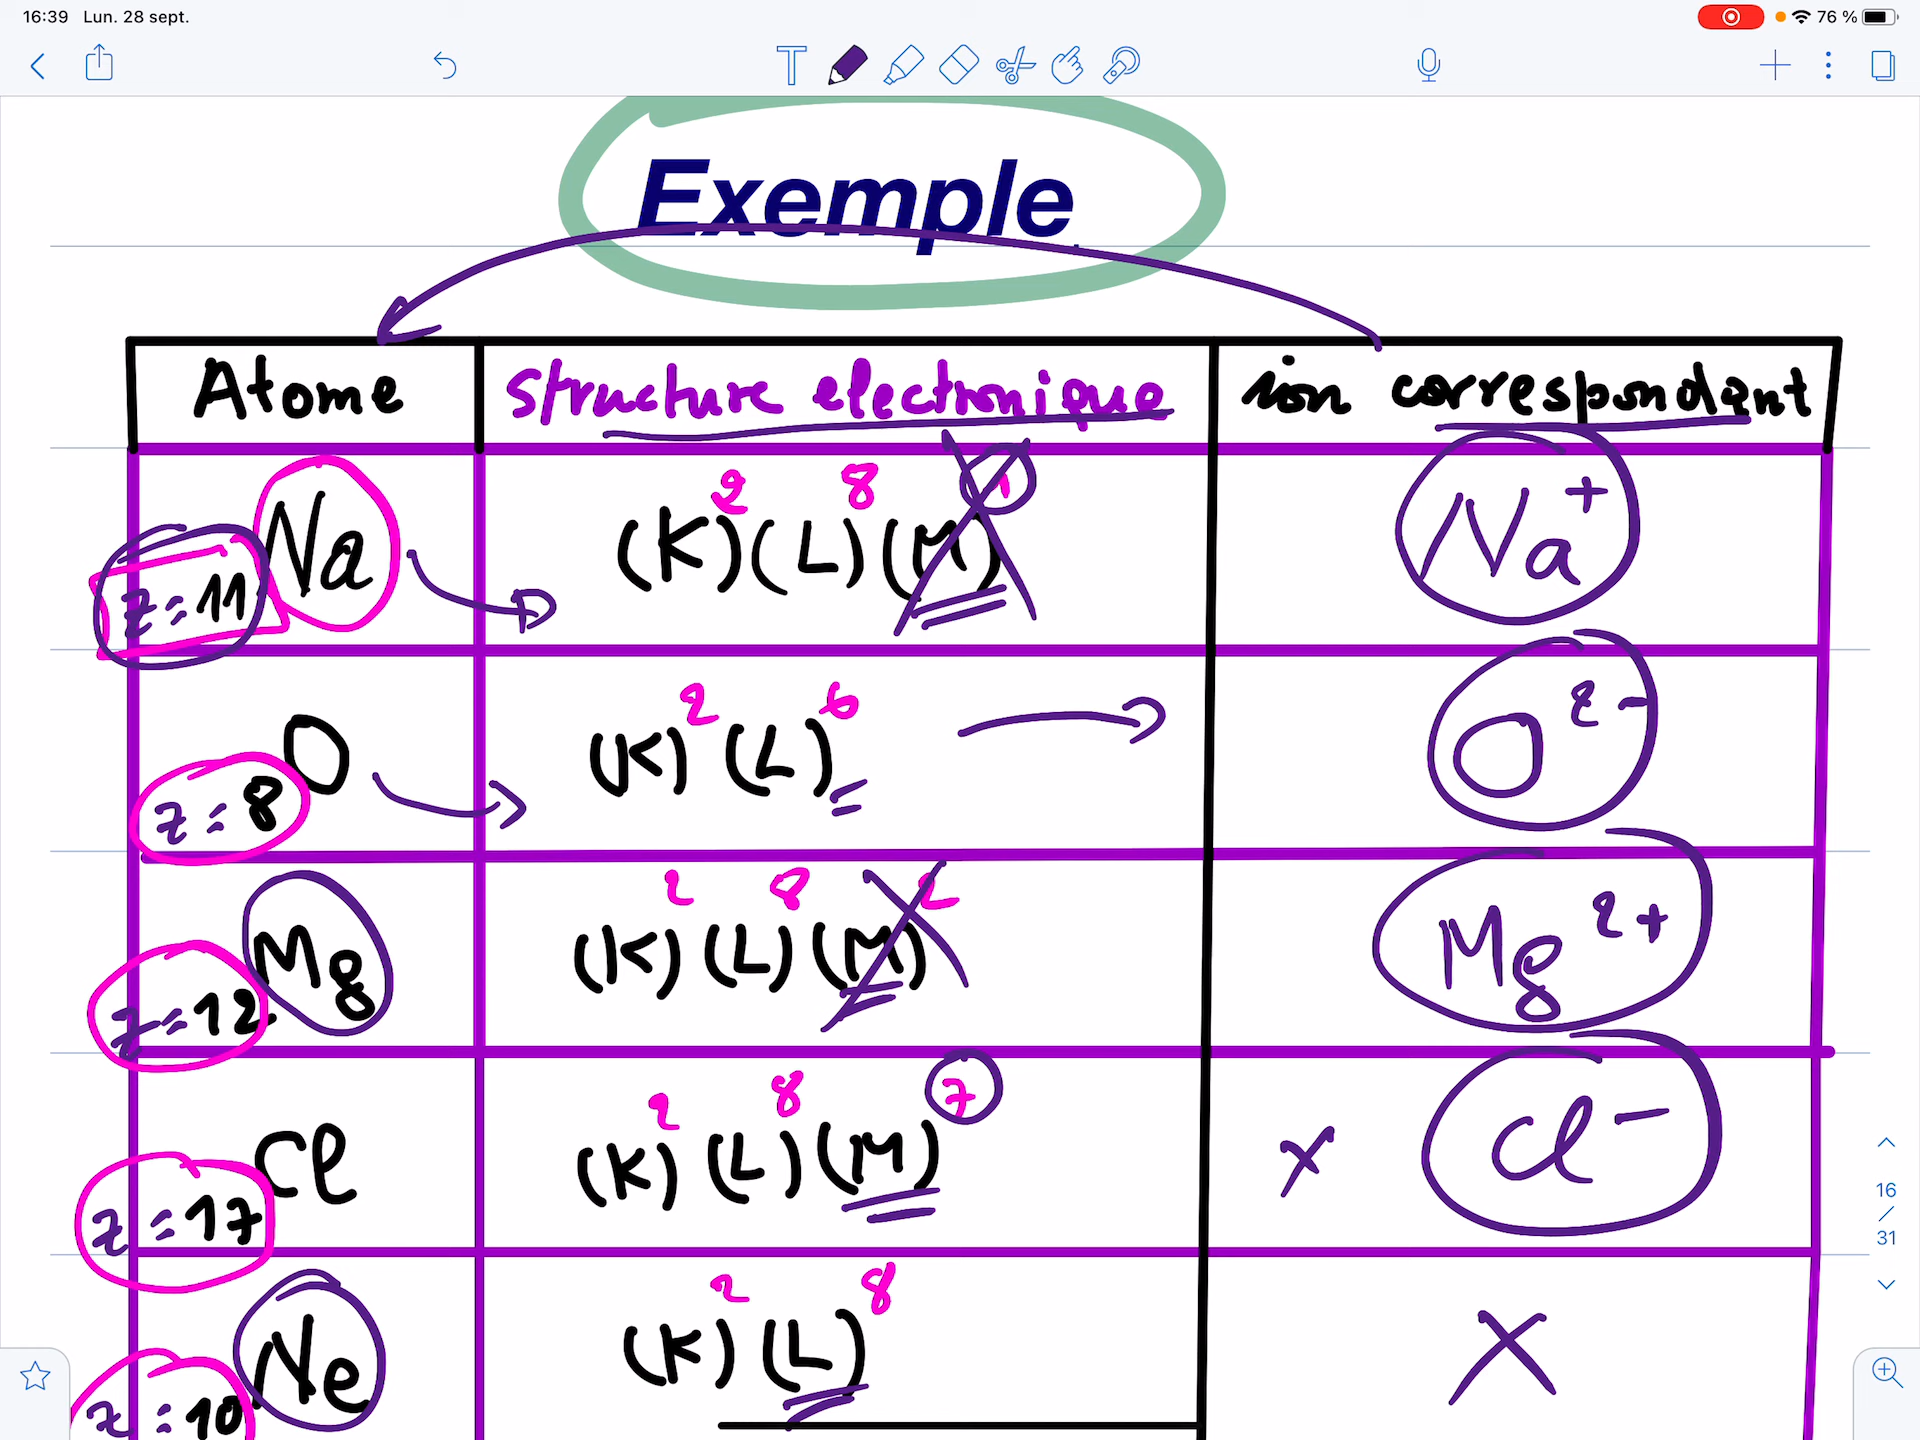 16:39 Lun. 28 sept. 76 %
Exemple
Atome structure electronique ion correspondant
Na z = 11 (K)² (L)⁸ (M)¹ Na⁺
O z = 8 (K)² (L)⁶ O²⁻
Mg z = 12 (K)² (L)⁸ (M)² Mg²⁺
Cl z = 17 (K)² (L)⁸ (M)⁷ x Cl⁻
Ne z = 10 (K)² (L)⁸ X
16
/
31